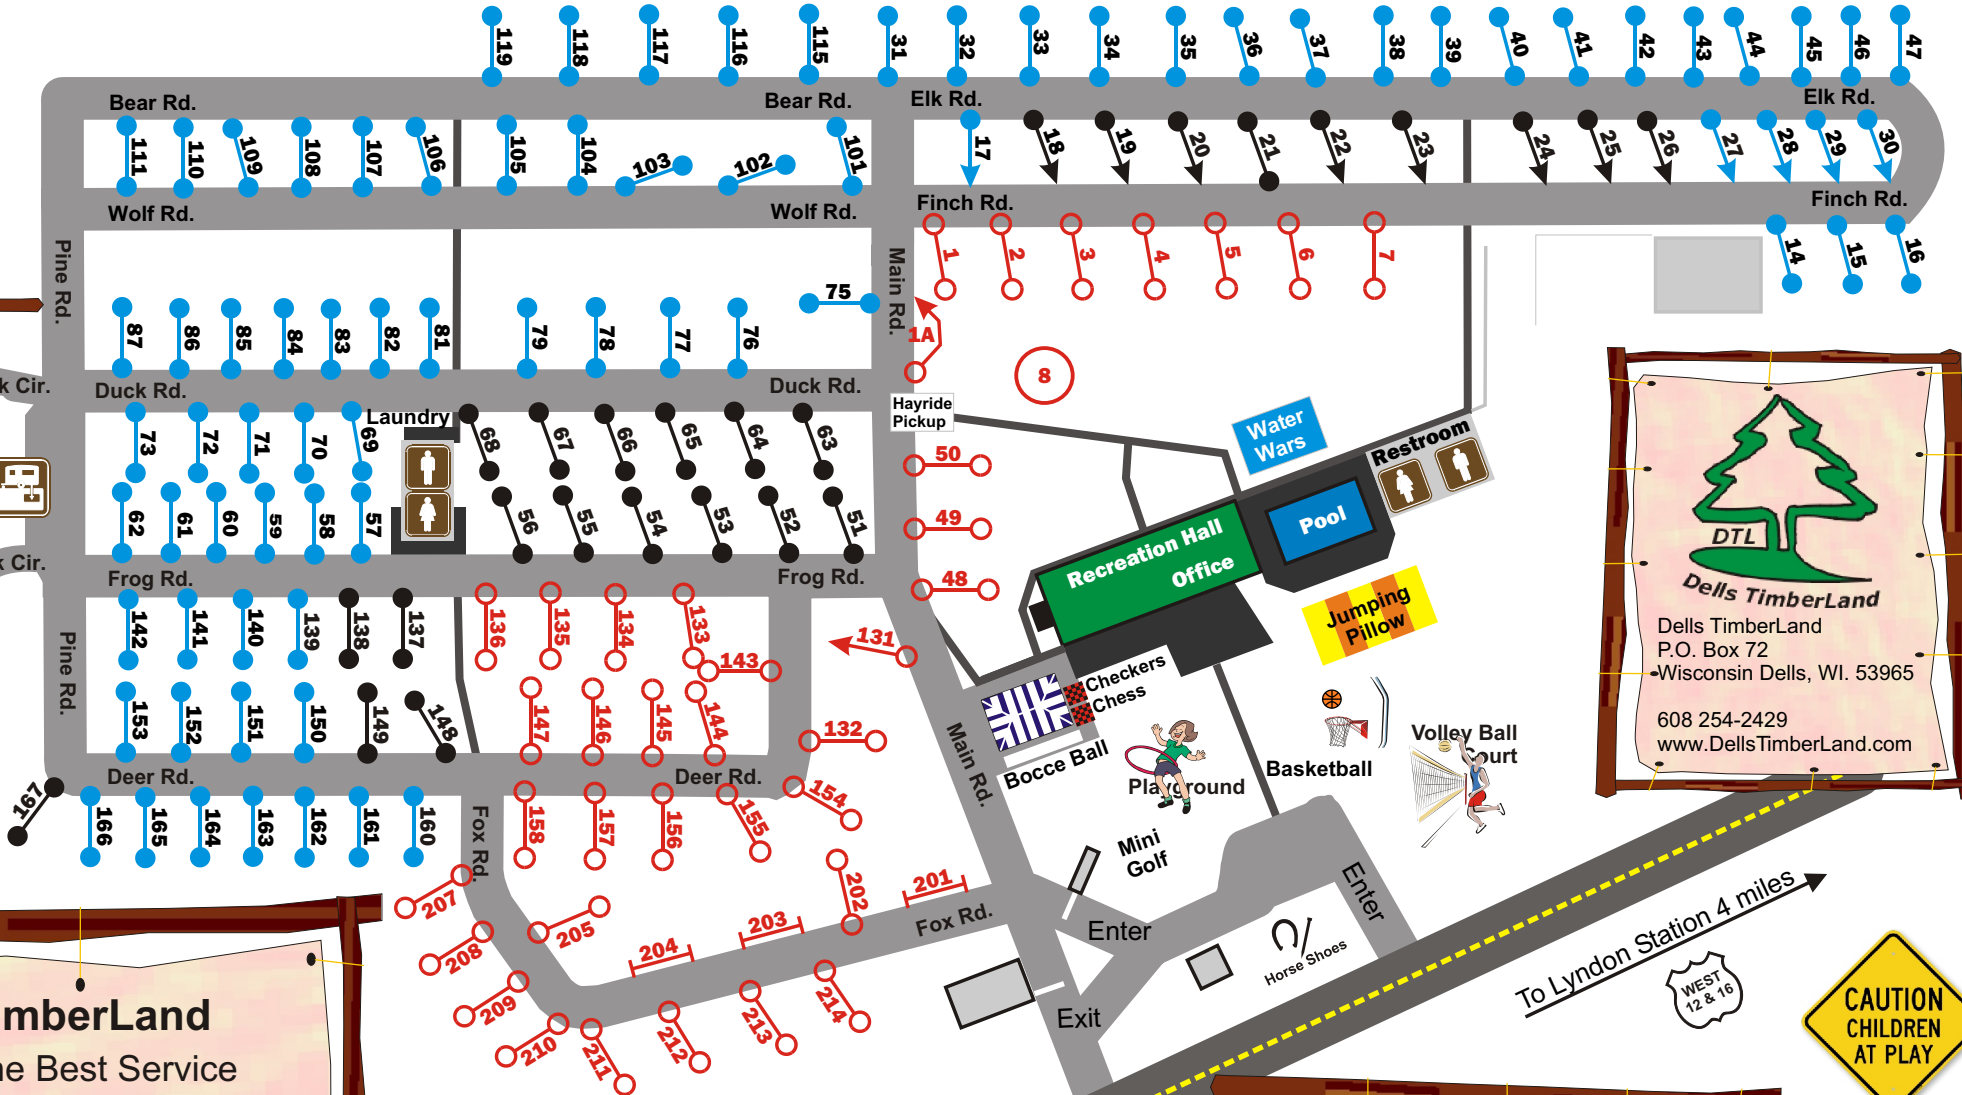 119
118
117
116
115
31
32
33
34
35
36
37
38
39
40
41
42
43
44
45
46
47
Bear Rd.
Bear Rd.
Elk Rd.
Elk Rd.
111
110
109
108
107
106
105
104
103
102
101
17
18
19
20
21
22
23
24
25
26
27
28
29
30
Wolf Rd.
Wolf Rd.
Finch Rd.
Finch Rd.
Pine Rd.
Main Rd.
1
2
3
4
5
6
7
14
15
16
75
1A
8
87
86
85
84
83
82
81
79
78
77
76
k Cir.
Duck Rd.
Duck Rd.
Hayride
Pickup
73
72
71
70
69
Laundry
68
67
66
65
64
63
62
61
60
59
58
57
56
55
54
53
52
51
50
49
48
Water
Wars
Restroom
Pool
Recreation Hall
Office
Jumping
Pillow
k Cir.
Frog Rd.
Frog Rd.
Pine Rd.
142
141
140
139
138
137
136
135
134
133
143
131
153
152
151
150
149
148
147
146
145
144
132
Deer Rd.
Deer Rd.
Main Rd.
Checkers
Chess
Bocce Ball
Playground
Basketball
Volley Ball
Court
Mini
Golf
167
166
165
164
163
162
161
160
Fox Rd.
158
157
156
155
154
207
208
209
210
211
205
204
203
202
201
Fox Rd.
212
213
214
Enter
Enter
Exit
Horse Shoes
To Lyndon Station 4 miles
WEST
12 & 16
DTL
Dells TimberLand
Dells TimberLand
P.O. Box 72
Wisconsin Dells, WI. 53965
608 254-2429
www.DellsTimberLand.com
CAUTION
CHILDREN
AT PLAY
mberLand
ne Best Service